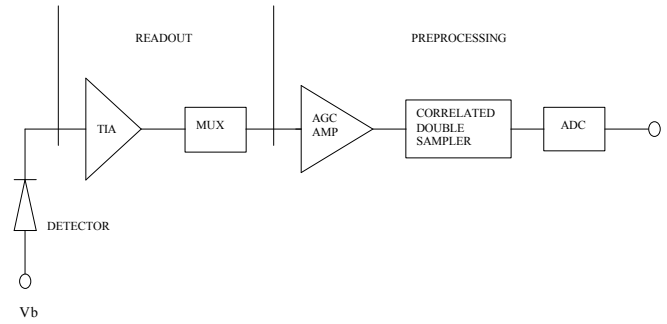 READOUT
PREPROCESSING
TIA
MUX
AGC
AMP
CORRELATED
DOUBLE
SAMPLER
ADC
DETECTOR
Vb